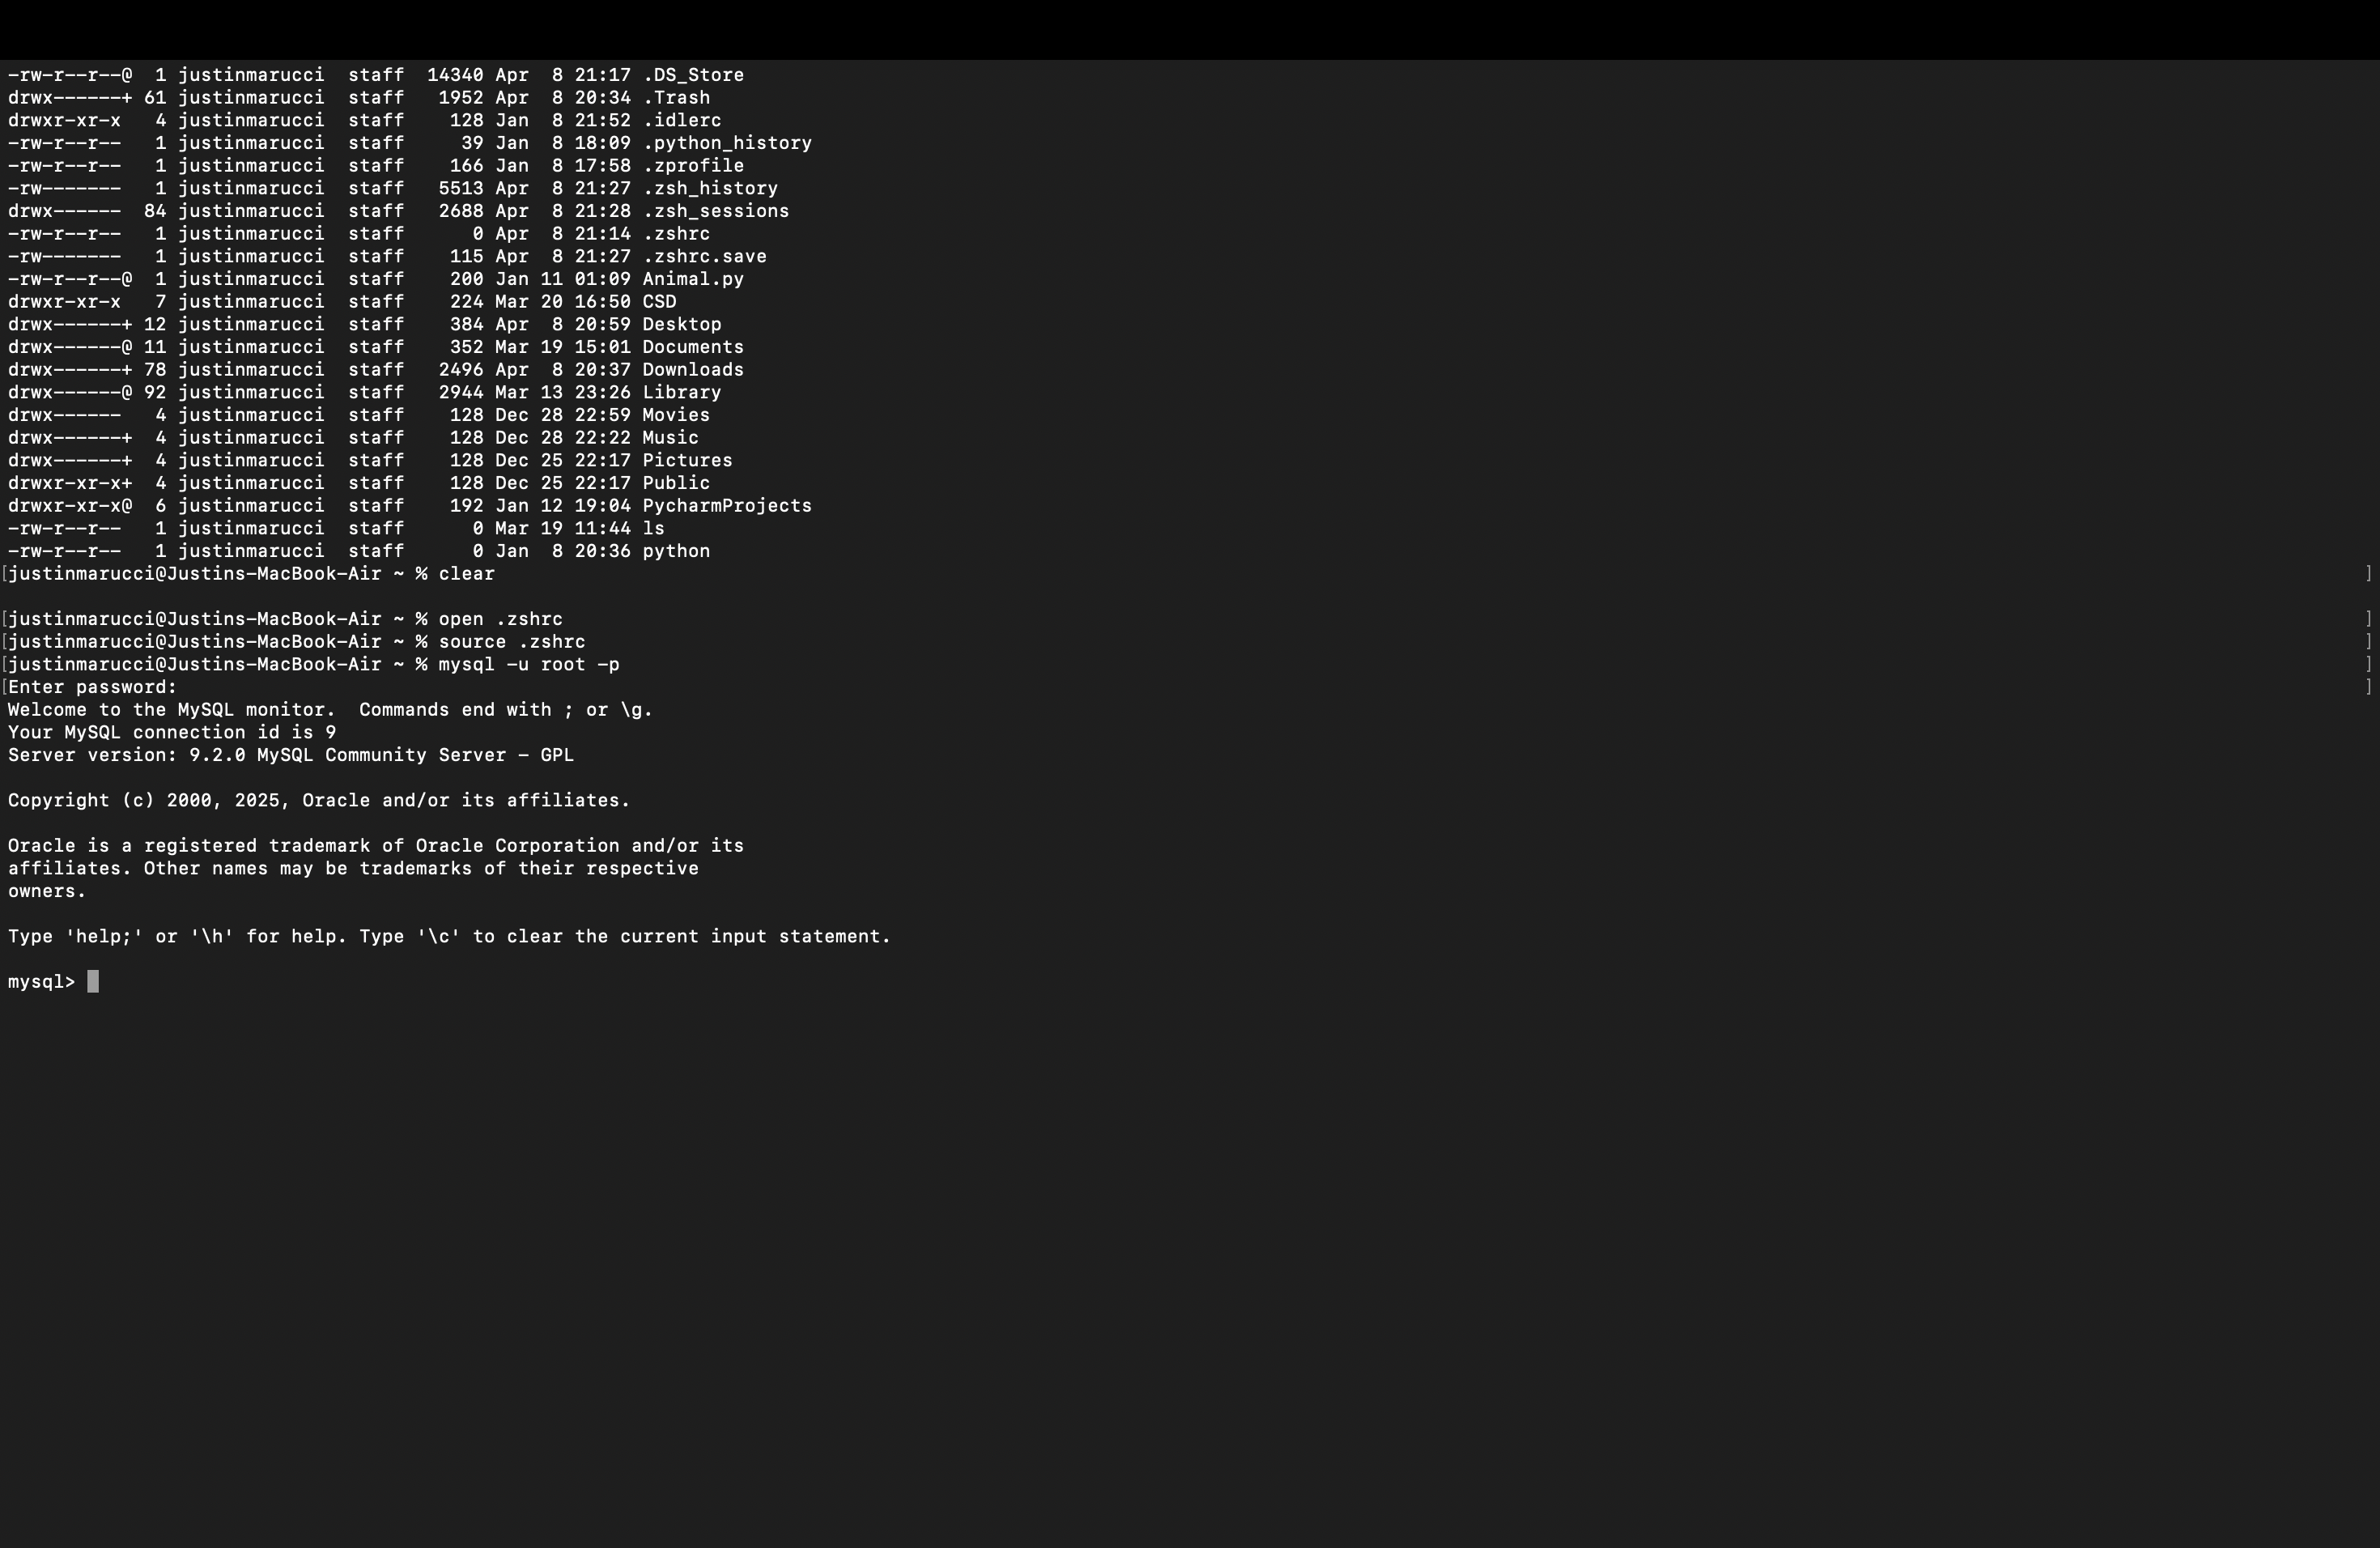 -rw-r--r--@  1 justinmarucci  staff  14340 Apr  8 21:17 .DS_Store
drwx------+ 61 justinmarucci  staff   1952 Apr  8 20:34 .Trash
drwxr-xr-x   4 justinmarucci  staff    128 Jan  8 21:52 .idlerc
-rw-r--r--   1 justinmarucci  staff     39 Jan  8 18:09 .python_history
-rw-r--r--   1 justinmarucci  staff    166 Jan  8 17:58 .zprofile
-rw-------   1 justinmarucci  staff   5513 Apr  8 21:27 .zsh_history
drwx------  84 justinmarucci  staff   2688 Apr  8 21:28 .zsh_sessions
-rw-r--r--   1 justinmarucci  staff      0 Apr  8 21:14 .zshrc
-rw-------   1 justinmarucci  staff    115 Apr  8 21:27 .zshrc.save
-rw-r--r--@  1 justinmarucci  staff    200 Jan 11 01:09 Animal.py
drwxr-xr-x   7 justinmarucci  staff    224 Mar 20 16:50 CSD
drwx------+ 12 justinmarucci  staff    384 Apr  8 20:59 Desktop
drwx------@ 11 justinmarucci  staff    352 Mar 19 15:01 Documents
drwx------+ 78 justinmarucci  staff   2496 Apr  8 20:37 Downloads
drwx------@ 92 justinmarucci  staff   2944 Mar 13 23:26 Library
drwx------   4 justinmarucci  staff    128 Dec 28 22:59 Movies
drwx------+  4 justinmarucci  staff    128 Dec 28 22:22 Music
drwx------+  4 justinmarucci  staff    128 Dec 25 22:17 Pictures
drwxr-xr-x+  4 justinmarucci  staff    128 Dec 25 22:17 Public
drwxr-xr-x@  6 justinmarucci  staff    192 Jan 12 19:04 PycharmProjects
-rw-r--r--   1 justinmarucci  staff      0 Mar 19 11:44 ls
-rw-r--r--   1 justinmarucci  staff      0 Jan  8 20:36 python
[justinmarucci@Justins-MacBook-Air ~ % clear ]
[justinmarucci@Justins-MacBook-Air ~ % open .zshrc ]
[justinmarucci@Justins-MacBook-Air ~ % source .zshrc ]
[justinmarucci@Justins-MacBook-Air ~ % mysql -u root -p ]
[Enter password: ]
Welcome to the MySQL monitor.  Commands end with ; or \g.
Your MySQL connection id is 9
Server version: 9.2.0 MySQL Community Server - GPL
Copyright (c) 2000, 2025, Oracle and/or its affiliates.
Oracle is a registered trademark of Oracle Corporation and/or its
affiliates. Other names may be trademarks of their respective
owners.
Type 'help;' or '\h' for help. Type '\c' to clear the current input statement.
mysql>